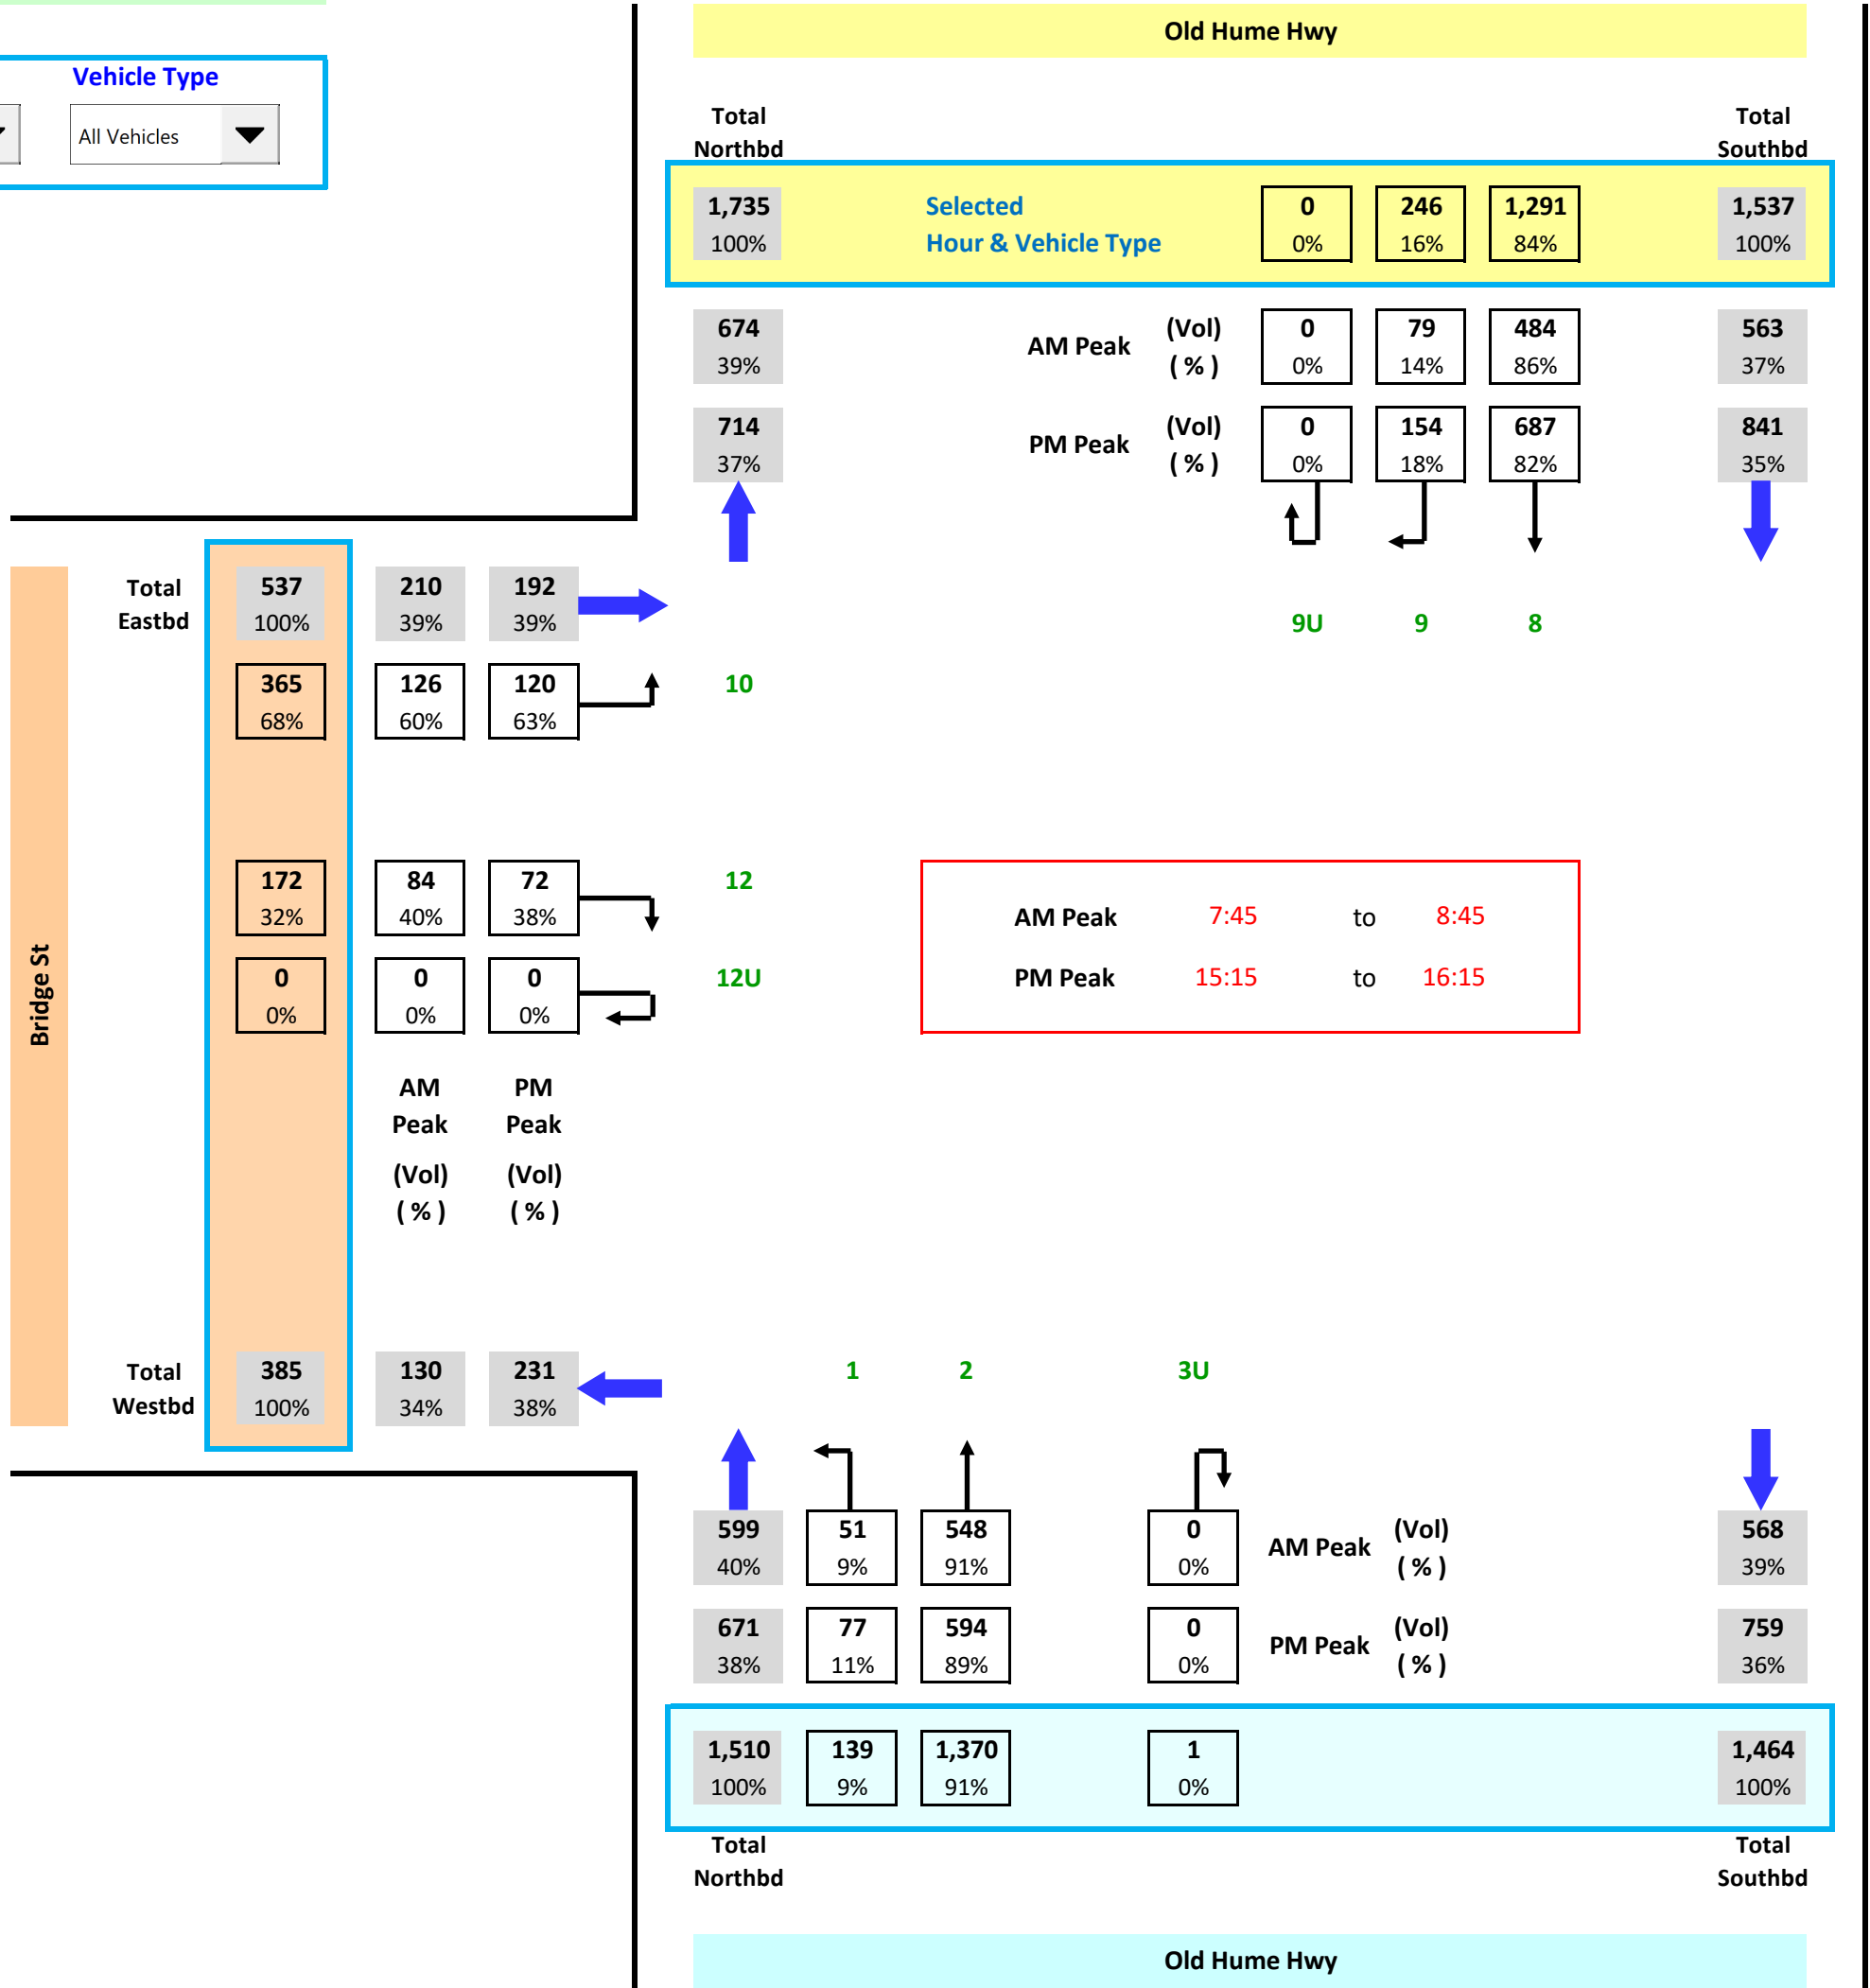 Old Hume Hwy
Vehicle Type
All Vehicles
Total Total
Northbd Southbd
1,735 Selected 0 246 1,291 1,537
100% Hour & Vehicle Type 0% 16% 84% 100%
674 AM Peak (Vol) 0 79 484 563
39% ( % ) 0% 14% 86% 37%
714 PM Peak (Vol) 0 154 687 841
37% ( % ) 0% 18% 82% 35%
Total 537 210 192
Eastbd 100% 39% 39% 9U 9 8
365 126 120 10
68% 60% 63%
172 84 72 12
32% 40% 38% AM Peak 7:45 to 8:45
Bridge St
0 0 0 12U PM Peak 15:15 to 16:15
0% 0% 0%
AM PM
Peak Peak
(Vol) (Vol)
( % ) ( % )
Total 385 130 231 1 2 3U
Westbd 100% 34% 38%
599 51 548 0 AM Peak (Vol) 568
40% 9% 91% 0% ( % ) 39%
671 77 594 0 PM Peak (Vol) 759
38% 11% 89% 0% ( % ) 36%
1,510 139 1,370 1 1,464
100% 9% 91% 0% 100%
Total Total
Northbd Southbd
Old Hume Hwy